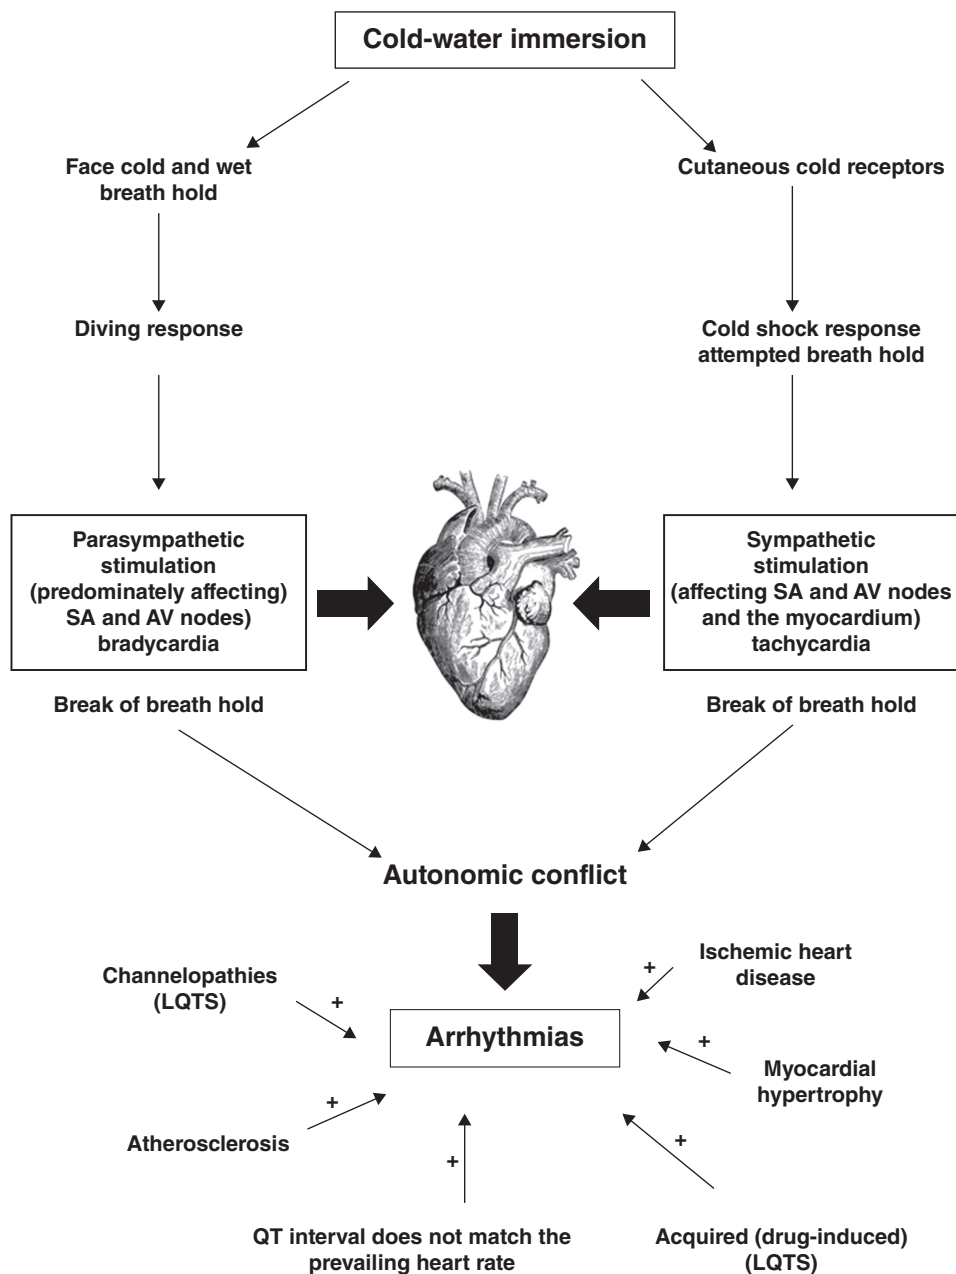 Cold-water immersion
Face cold and wet
breath hold
Cutaneous cold receptors
Diving response
Cold shock response
attempted breath hold
Parasympathetic
stimulation
(predominately affecting)
SA and AV nodes)
bradycardia
Sympathetic
stimulation
(affecting SA and AV nodes
and the myocardium)
tachycardia
Break of breath hold
Break of breath hold
Autonomic conflict
Channelopathies
(LQTS)
+
Ischemic heart
disease
+
Arrhythmias
Myocardial
hypertrophy
+
Atherosclerosis
+
QT interval does not match the
prevailing heart rate
+
Acquired (drug-induced)
(LQTS)
+